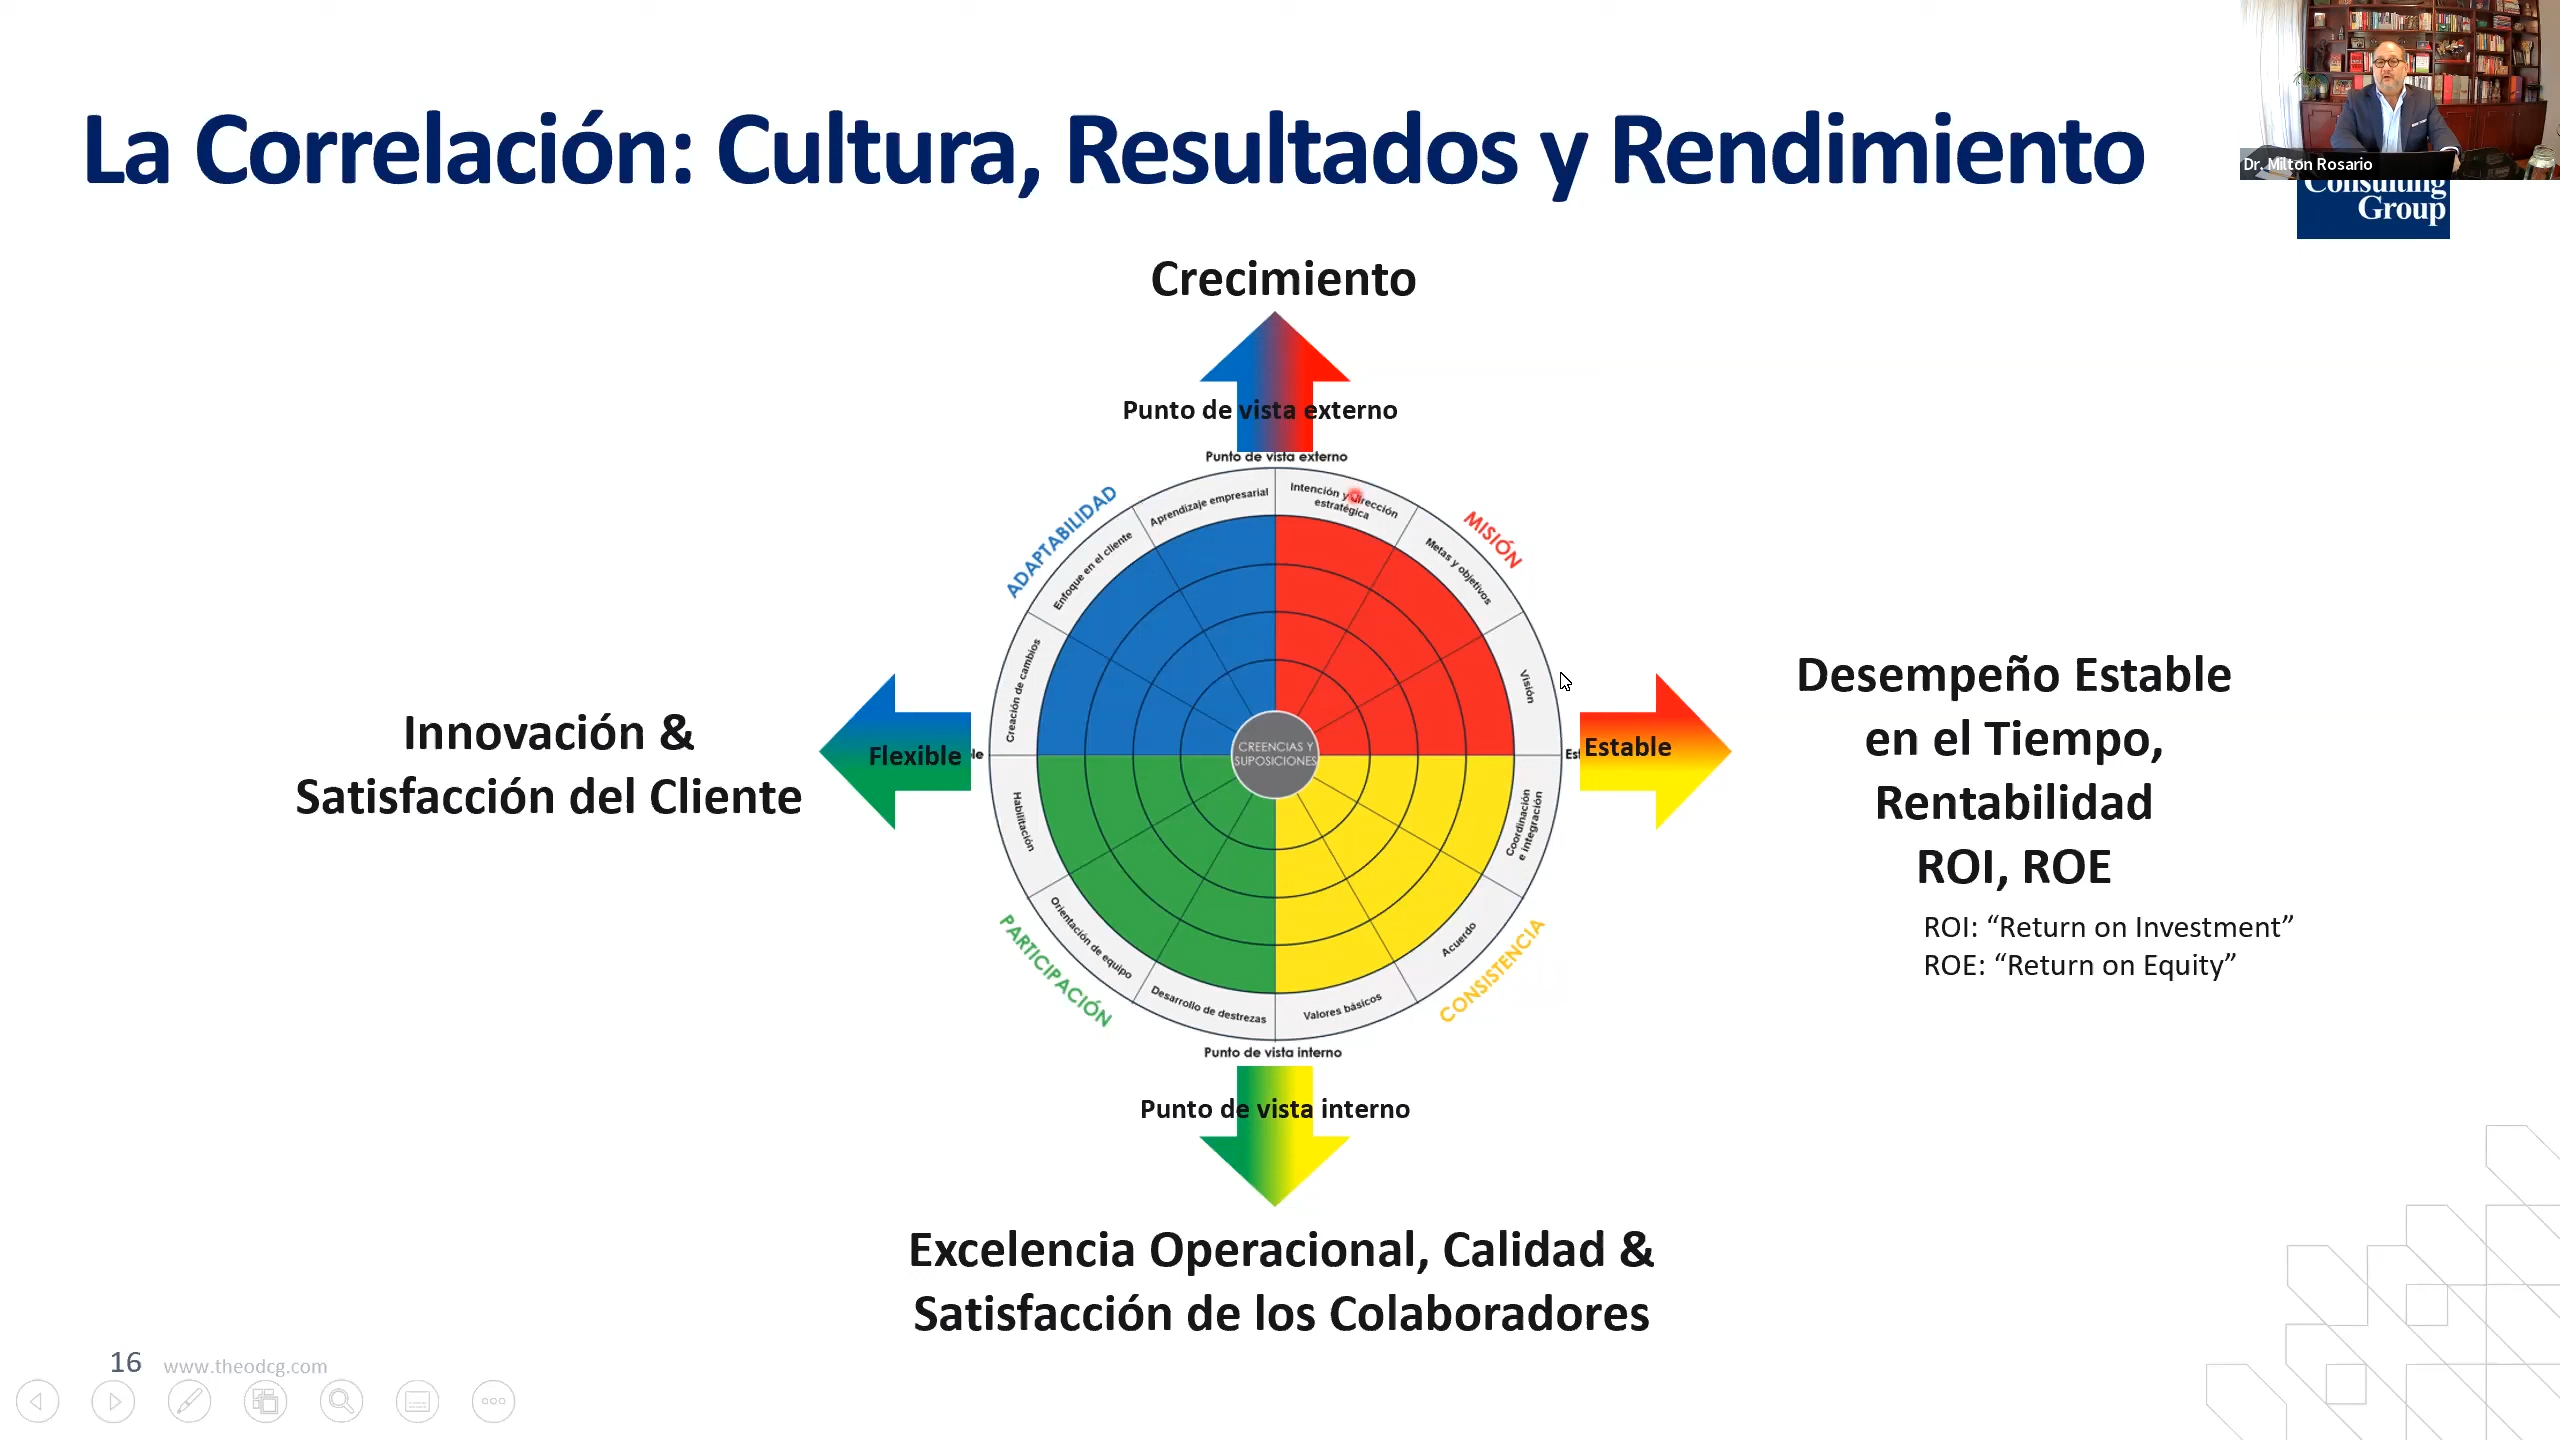 La Correlación: Cultura, Resultados y Rendimiento
Dr. Milton Rosario
Consulting
Group
Crecimiento
Punto de vista externo
Punto de vista externo
ADAPTABILIDAD
Aprendizaje empresarial
Enfoque en el cliente
Creación de cambios
Intención y dirección
estratégica
Metas y objetivos
Visión
MISIÓN
Innovación &
Satisfacción del Cliente
Flexible
le
CREENCIAS Y
SUPOSICIONES
Est
Estable
Desempeño Estable
en el Tiempo,
Rentabilidad
ROI, ROE
ROI: “Return on Investment”
ROE: “Return on Equity”
Habilitación
Orientación de equipo
Desarrollo de destrezas
PARTICIPACIÓN
Coordinación
e integración
Acuerdo
Valores básicos
CONSISTENCIA
Punto de vista interno
Punto de vista interno
Excelencia Operacional, Calidad &
Satisfacción de los Colaboradores
16 www.theodcg.com